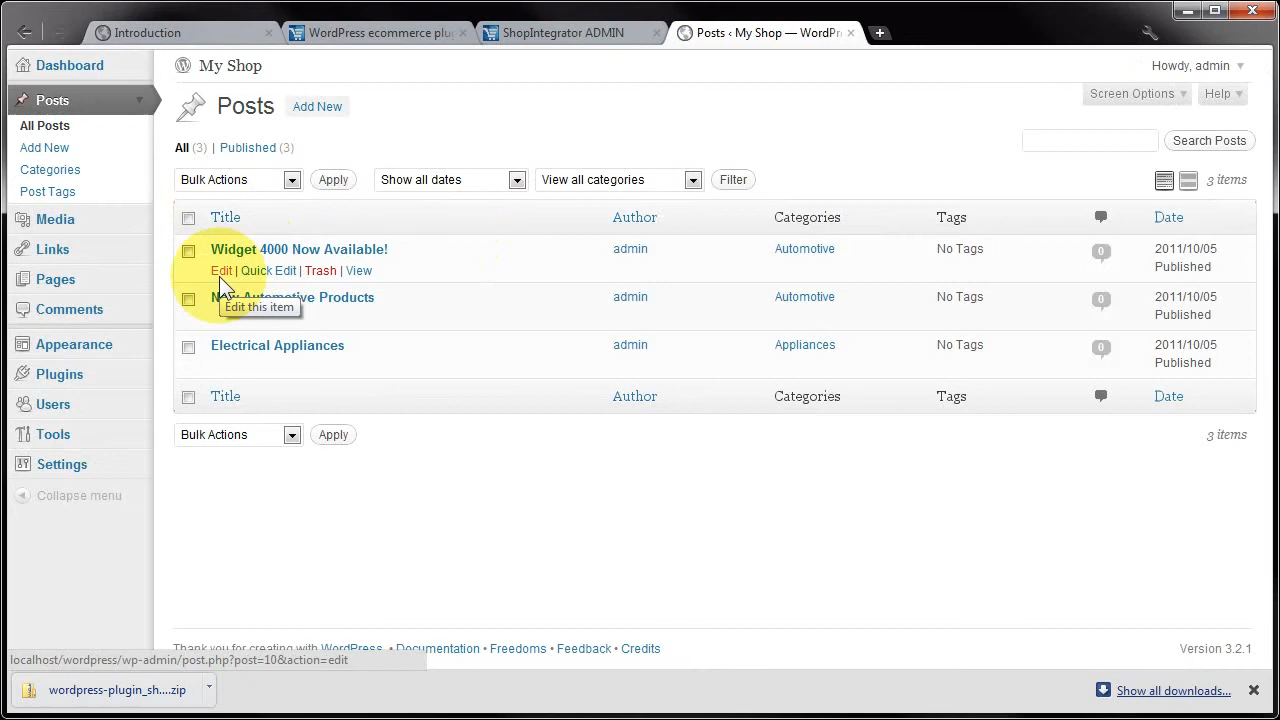 Introduction
WordPress ecommerce plug
ShopIntegrator ADMIN
Posts ‹ My Shop — WordPr
Dashboard
My Shop
Howdy, admin
Posts
Posts
Add New
Screen Options
Help
All Posts
Add New
Categories
Post Tags
All (3) | Published (3)
Search Posts
Bulk Actions
Apply
Show all dates
View all categories
Filter
3 items
Media
Links
Pages
Comments
Appearance
Plugins
Users
Tools
Settings
Collapse menu
Title
Author
Categories
Tags
Date
Widget 4000 Now Available!
admin
Automotive
No Tags
0
2011/10/05
Published
Edit | Quick Edit | Trash | View
New Automotive Products
admin
Automotive
No Tags
0
2011/10/05
Published
Edit this item
Electrical Appliances
admin
Appliances
No Tags
0
2011/10/05
Published
Title
Author
Categories
Tags
Date
Bulk Actions
Apply
3 items
Thank you for creating with WordPress. • Documentation • Freedoms • Feedback • Credits
Version 3.2.1
localhost/wordpress/wp-admin/post.php?post=10&action=edit
wordpress-plugin_sh....zip
Show all downloads...